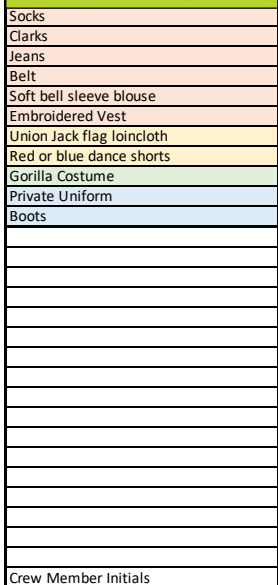 Socks
Clarks
Jeans
Belt
Soft bell sleeve blouse
Embroidered Vest
Union Jack flag loincloth
Red or blue dance shorts
Gorilla Costume
Private Uniform
Boots
Crew Member Initials